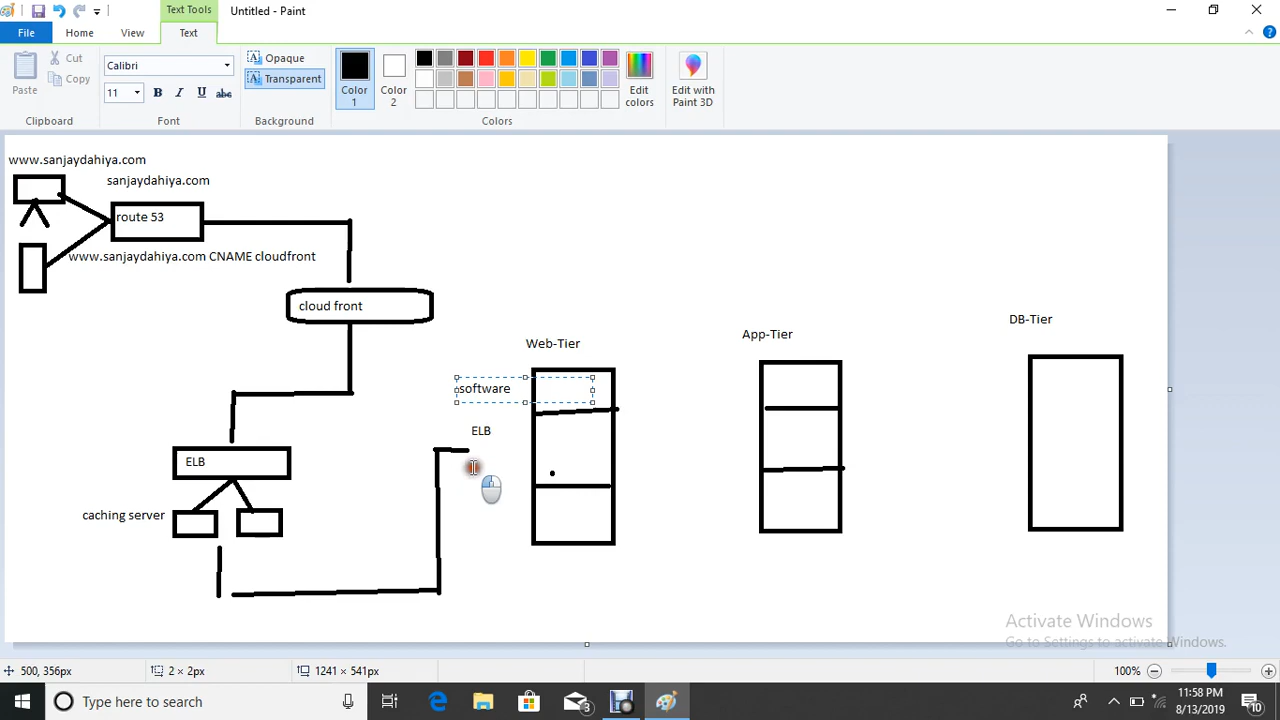 Text Tools
Untitled - Paint
File
Home
View
Text
Cut
Copy
Paste
Clipboard
Calibri
11
B I U abc
Font
Opaque
Transparent
Background
Color 1
Color 2
Edit colors
Edit with Paint 3D
Colors
www.sanjaydahiya.com
sanjaydahiya.com
route 53
www.sanjaydahiya.com CNAME cloudfront
cloud front
DB-Tier
App-Tier
Web-Tier
software
ELB
ELB
caching server
Activate Windows
Go to Settings to activate Windows.
500, 356px
2 × 2px
1241 × 541px
100%
Type here to search
3
11:58 PM
8/13/2019
10